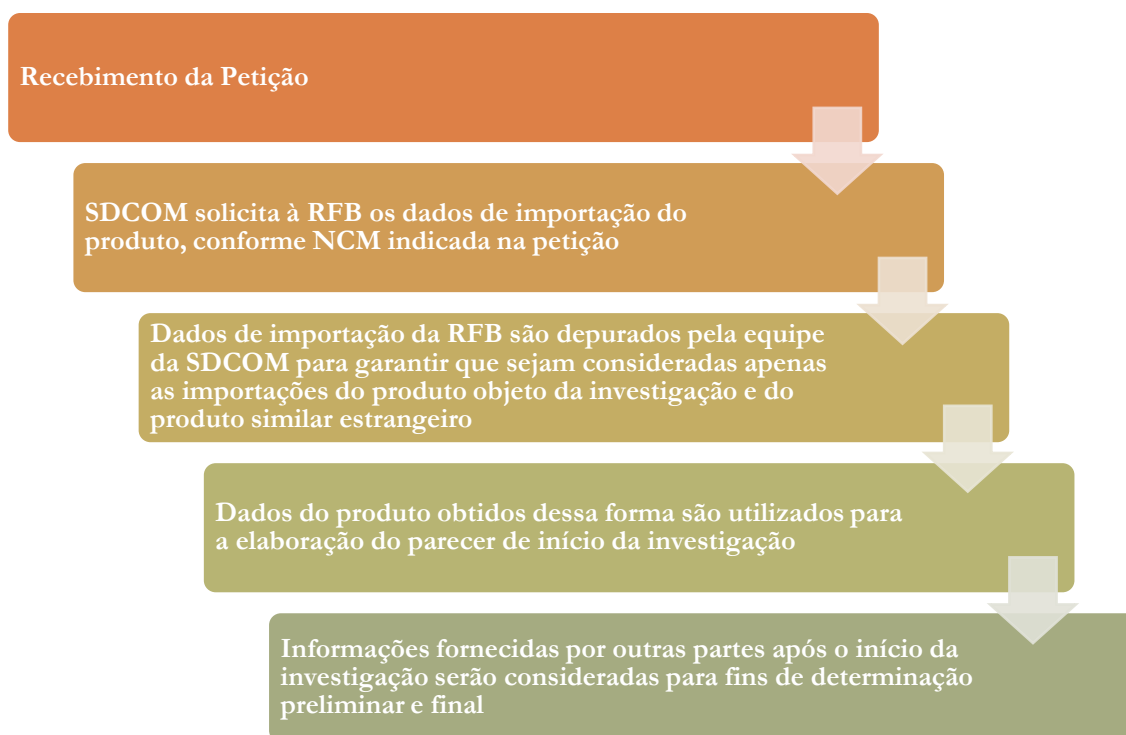 Recebimento da Petição
SDCOM solicita à RFB os dados de importação do
produto, conforme NCM indicada na petição
Dados de importação da RFB são depurados pela equipe
da SDCOM para garantir que sejam consideradas apenas
as importações do produto objeto da investigação e do
produto similar estrangeiro
Dados do produto obtidos dessa forma são utilizados para
a elaboração do parecer de início da investigação
Informações fornecidas por outras partes após o início da
investigação serão consideradas para fins de determinação
preliminar e final